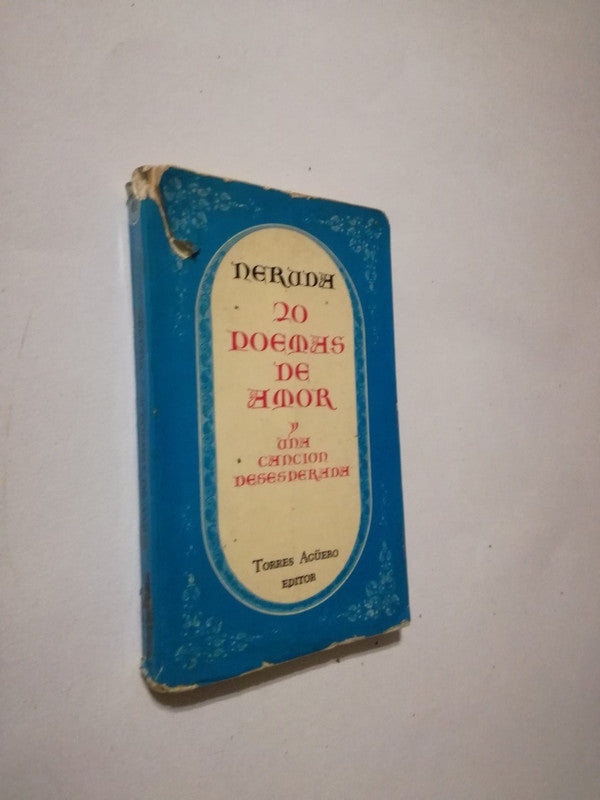 NERUDA
20
POEMAS
DE
AMOR
y
UNA
CANCION
DESESPERADA
TORRES AGÜERO
EDITOR